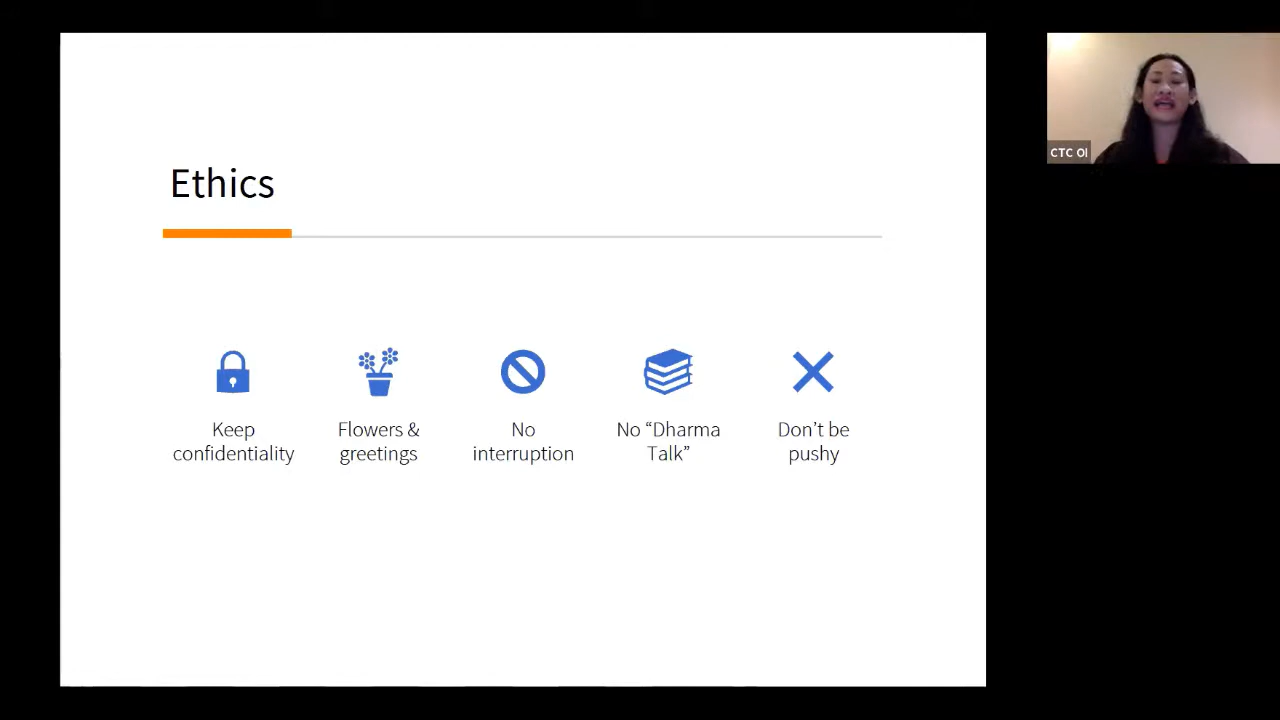 Ethics
Keep
confidentiality
Flowers &
greetings
No
interruption
No “Dharma
Talk”
Don’t be
pushy
CTC OI